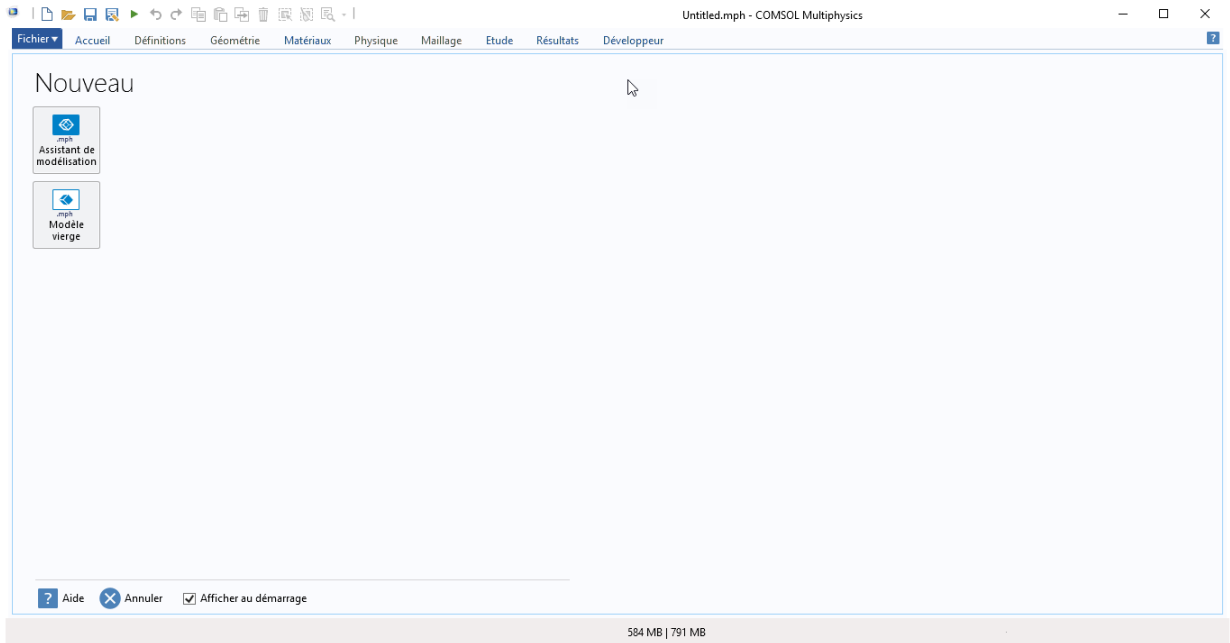 Untitled.mph - COMSOL Multiphysics
Fichier Accueil Définitions Géométrie Matériaux Physique Maillage Etude Résultats Développeur ?
Nouveau
.mph
Assistant de
modélisation
.mph
Modèle
vierge
? Aide Annuler Afficher au démarrage
584 MB | 791 MB